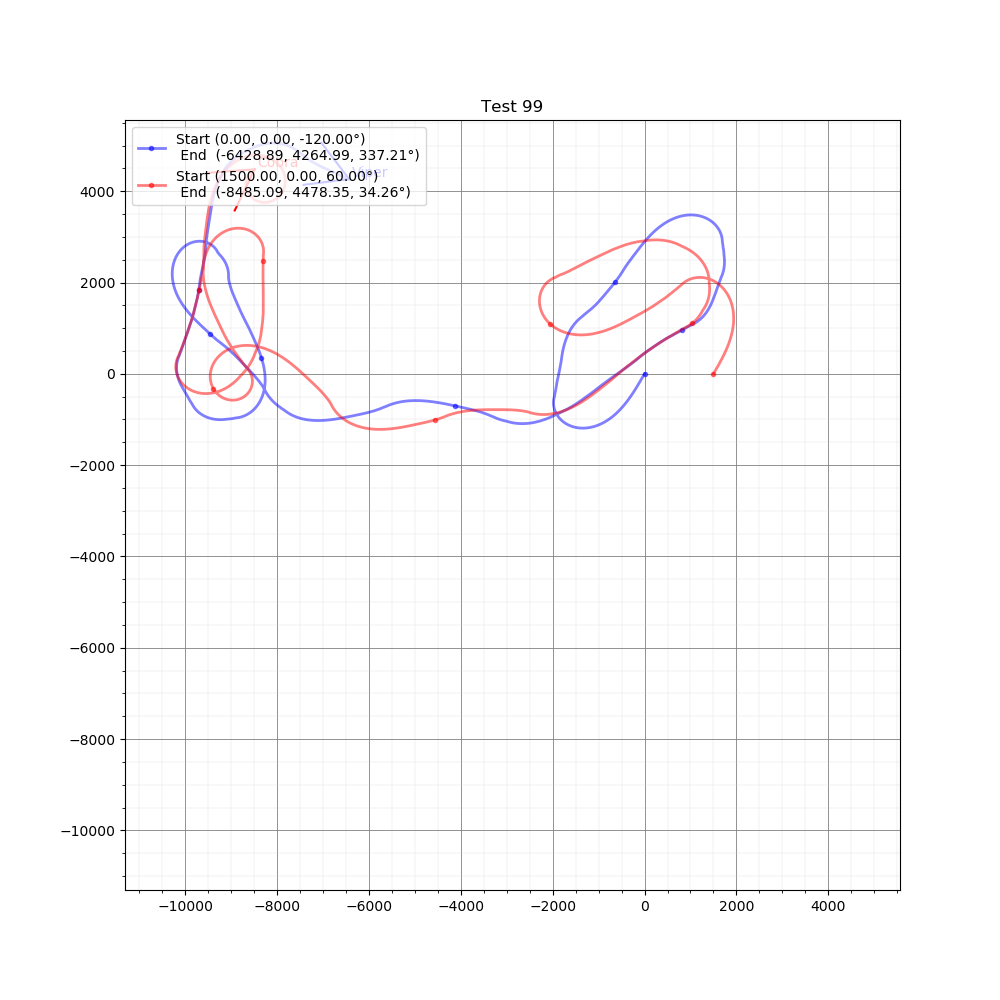 Test 99
Start (0.00, 0.00, -120.00°)
End (-6428.89, 4264.99, 337.21°)
Start (1500.00, 0.00, 60.00°)
End (-8485.09, 4478.35, 34.26°)
Cobra
4000
2000
0
−2000
−4000
−6000
−8000
−10000
−10000 −8000 −6000 −4000 −2000 0 2000 4000